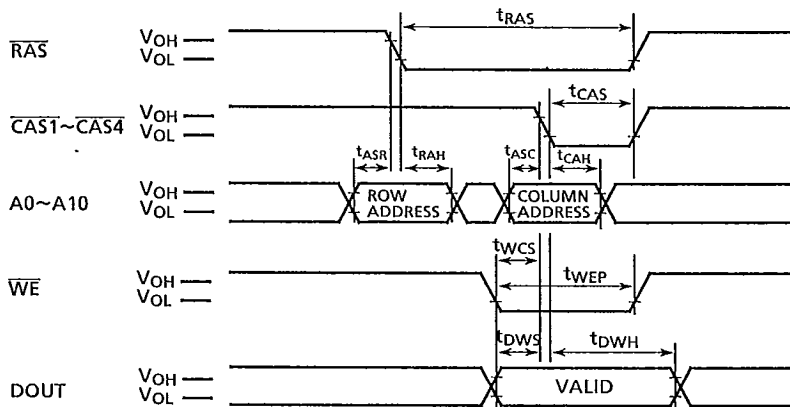 tRAS
RAS VOH
VOL
tCAS
CAS1~CAS4 VOH
VOL
tASR tRAH tASC tCAH
A0~A10 VOH
VOL
ROW
ADDRESS
COLUMN
ADDRESS
tWCS
WE VOH
VOL
tWEP
tDWS tDWH
DOUT VOH
VOL
VALID